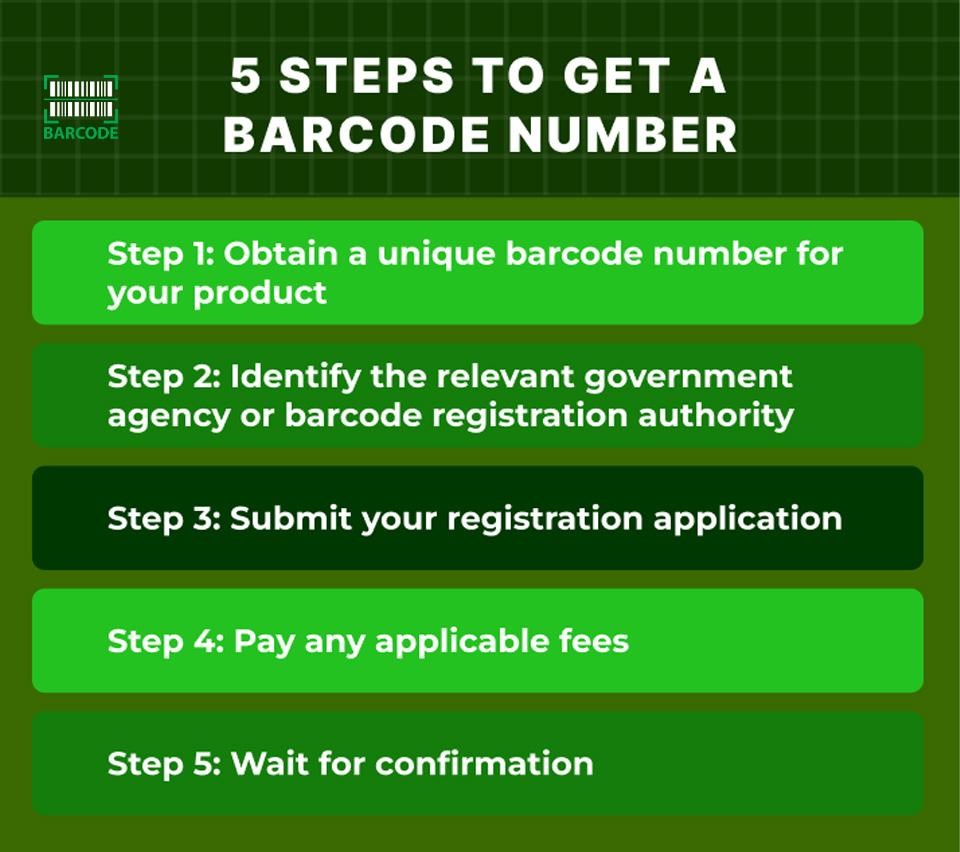 5 STEPS TO GET A
BARCODE NUMBER
BARCODE
Step 1: Obtain a unique barcode number for
your product
Step 2: Identify the relevant government
agency or barcode registration authority
Step 3: Submit your registration application
Step 4: Pay any applicable fees
Step 5: Wait for confirmation